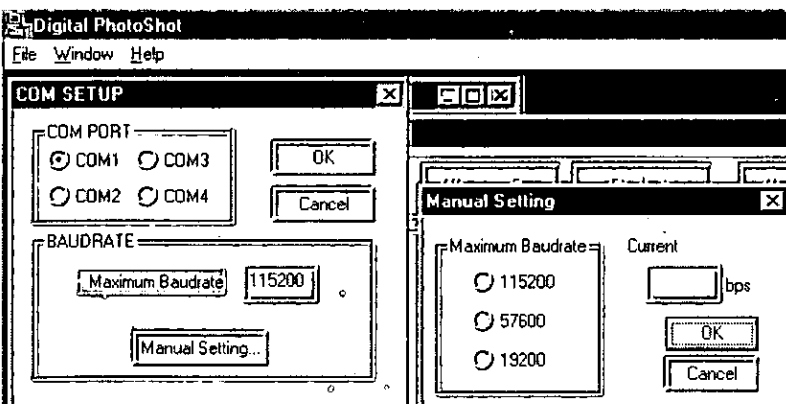 Digital PhotoShot
File Window Help
COM SETUP
COM PORT
COM1 COM3
COM2 COM4
OK
Cancel
BAUDRATE
Maximum Baudrate 115200
Manual Setting...
Manual Setting
Maximum Baudrate
115200
57600
19200
Current
bps
OK
Cancel